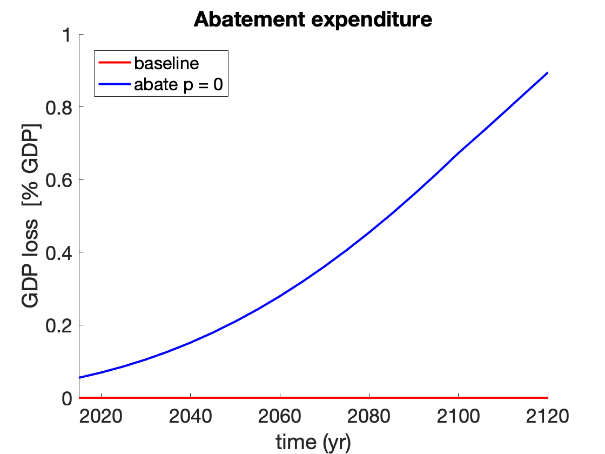 Abatement expenditure
1
baseline
abate p = 0
0.8
0.6
0.4
0.2
0
GDP loss [% GDP]
2020 2040 2060 2080 2100 2120
time (yr)